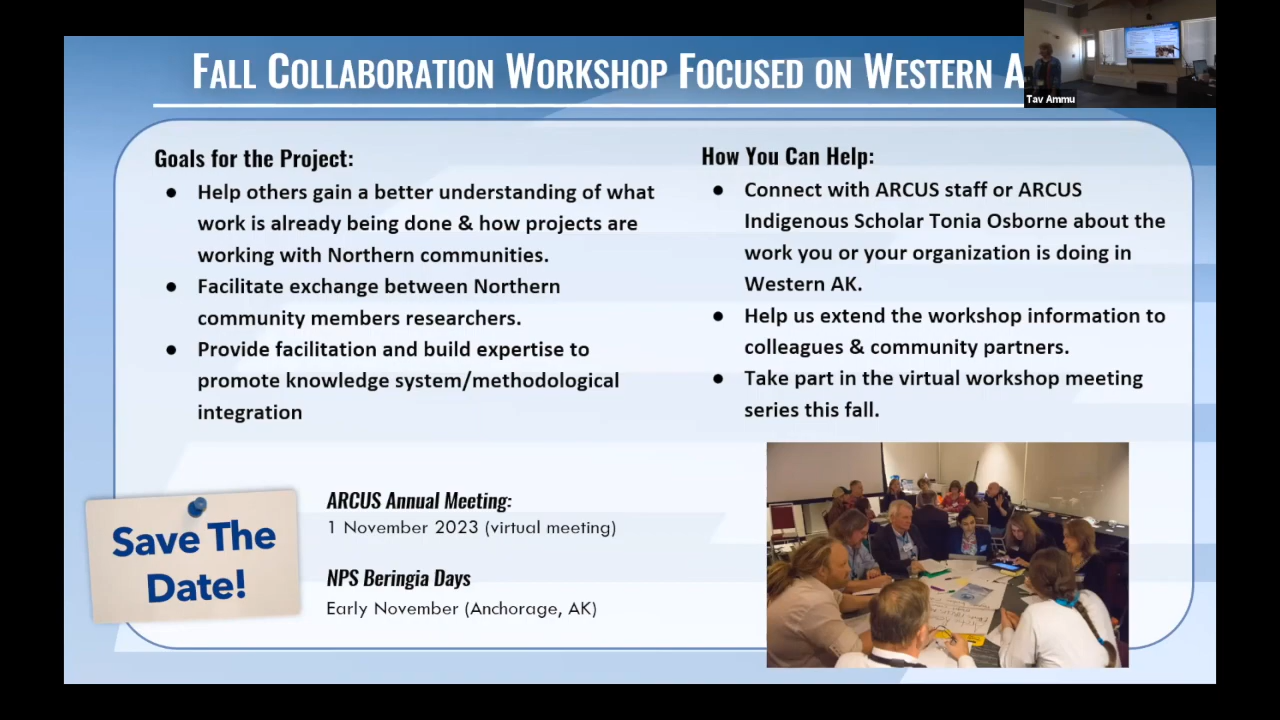 FALL COLLABORATION WORKSHOP FOCUSED ON WESTERN A
Tav Ammu
Goals for the Project:
● Help others gain a better understanding of what
work is already being done & how projects are
working with Northern communities.
● Facilitate exchange between Northern
community members researchers.
● Provide facilitation and build expertise to
promote knowledge system/methodological
integration
How You Can Help:
● Connect with ARCUS staff or ARCUS
Indigenous Scholar Tonia Osborne about the
work you or your organization is doing in
Western AK.
● Help us extend the workshop information to
colleagues & community partners.
● Take part in the virtual workshop meeting
series this fall.
Save The
Date!
ARCUS Annual Meeting:
1 November 2023 (virtual meeting)
NPS Beringia Days
Early November (Anchorage, AK)